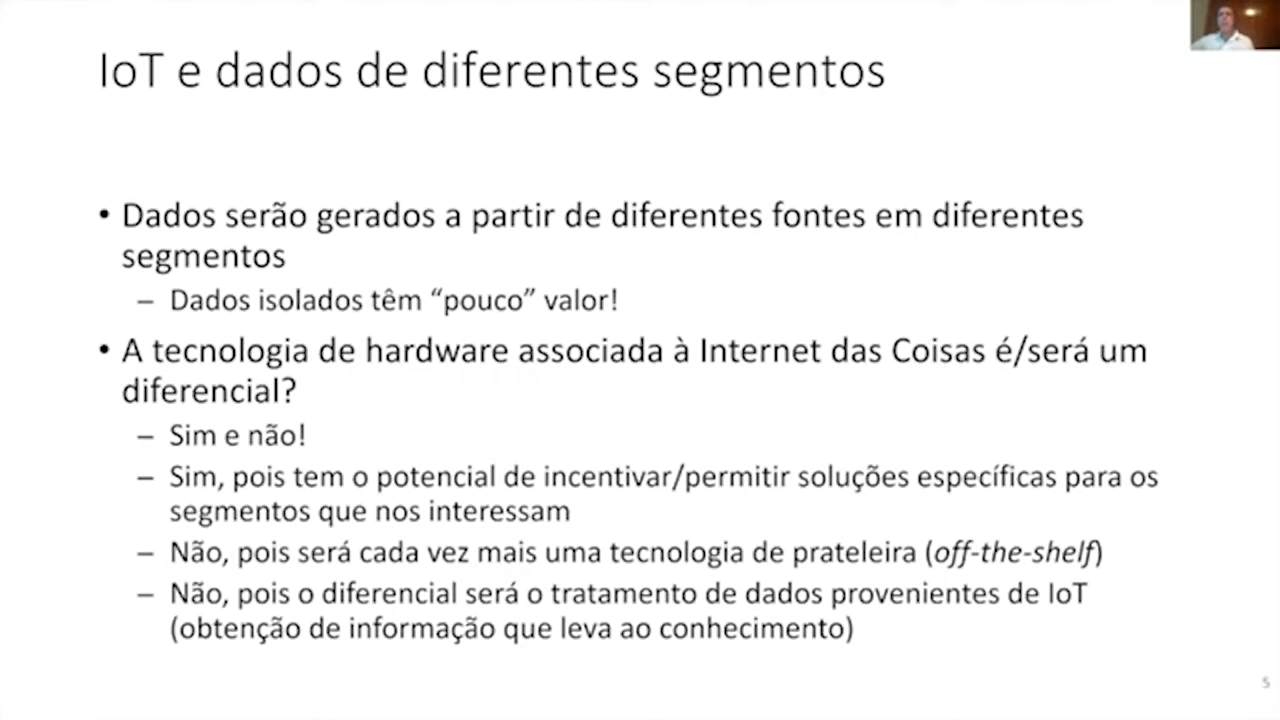 IoT e dados de diferentes segmentos
• Dados serão gerados a partir de diferentes fontes em diferentes
segmentos
– Dados isolados têm “pouco” valor!
• A tecnologia de hardware associada à Internet das Coisas é/será um
diferencial?
– Sim e não!
– Sim, pois tem o potencial de incentivar/permitir soluções específicas para os
segmentos que nos interessam
– Não, pois será cada vez mais uma tecnologia de prateleira (off-the-shelf)
– Não, pois o diferencial será o tratamento de dados provenientes de IoT
(obtenção de informação que leva ao conhecimento)
5